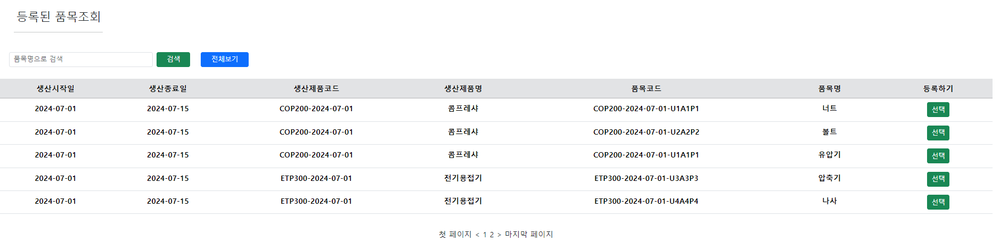 등록된 품목조회
품목명으로 검색 검색 전체보기
생산시작일 생산종료일 생산제품코드 생산제품명 품목코드 품목명 등록하기
2024-07-01 2024-07-15 COP200-2024-07-01 콤프레샤 COP200-2024-07-01-U1A1P1 너트 선택
2024-07-01 2024-07-15 COP200-2024-07-01 콤프레샤 COP200-2024-07-01-U2A2P2 볼트 선택
2024-07-01 2024-07-15 COP200-2024-07-01 콤프레샤 COP200-2024-07-01-U1A1P1 유압기 선택
2024-07-01 2024-07-15 ETP300-2024-07-01 전기용접기 ETP300-2024-07-01-U3A3P3 압축기 선택
2024-07-01 2024-07-15 ETP300-2024-07-01 전기용접기 ETP300-2024-07-01-U4A4P4 나사 선택
첫 페이지 < 1 2 > 마지막 페이지